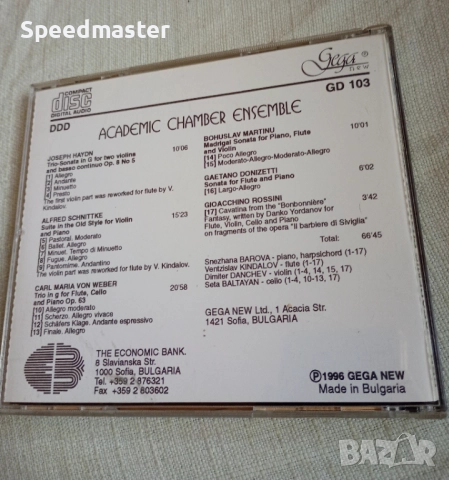 Speedmaster
COMPACT
disc
DIGITAL AUDIO
DDD
Gega ®
new
GD 103
ACADEMIC CHAMBER ENSEMBLE
JOSEPH HAYDN
Trio-Sonata in G for two violins 10'06
and basso continuo Op. 8 No 5
[1] Allegro
[2] Andante
[3] Minuetto
[4] Presto
The first violin part was reworked for flute by V.
Kindalov.
ALFRED SCHNITTKE
Suite in the Old Style for Violin 15'23
and Piano
[5] Pastoral. Moderato
[6] Ballet. Allegro
[7] Minuet. Tempo di Minuetto
[8] Fugue. Allegro
[9] Pantomime. Andantino
The violin part was reworked for flute by V. Kindalov.
CARL MARIA VON WEBER
Trio in g for Flute, Cello 20'58
and Piano Op. 63
[10] Allegro moderato
[11] Scherzo. Allegro vivace
[12] Schäfers Klage. Andante espressivo
[13] Finale. Allegro
BOHUSLAV MARTINU
Madrigal Sonata for Piano, Flute 10'01
and Violin
[14] Poco Allegro
[15] Moderato-Allegro-Moderato-Allegro
GAETANO DONIZETTI
Sonata for Flute and Piano 6'02
[16] Largo-Allegro
GIOACCHINO ROSSINI
[17] Cavatina from the "Bonbonnière" 3'42
Fantasy, written by Danko Yordanov for
Flute, Violin, Cello and Piano
on fragments of the opera "Il barbiere di Siviglia"
Total: 66'45
Snezhana BAROVA - piano, harpsichord (1-17)
Ventzislav KINDALOV - flute (1-17)
Dimiter DANCHEV - violin (1-4, 14, 15, 17)
Seta BALTAYAN - cello (1-4, 10-13, 17)
GEGA NEW Ltd., 1 Acacia Str.
1421 Sofia, BULGARIA
THE ECONOMIC BANK.
8 Slavianska Str.
1000 Sofia, BULGARIA
Tel. +359 2 876321
Fax +359 2 803602
Ⓟ1996 GEGA NEW
Made in Bulgaria
BAZAR.bg